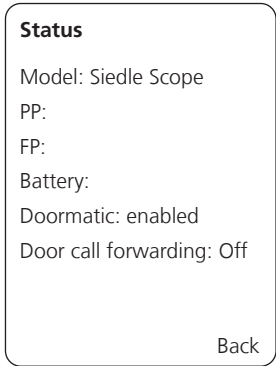 Status
Model: Siedle Scope
PP:
FP:
Battery:
Doormatic: enabled
Door call forwarding: Off
Back